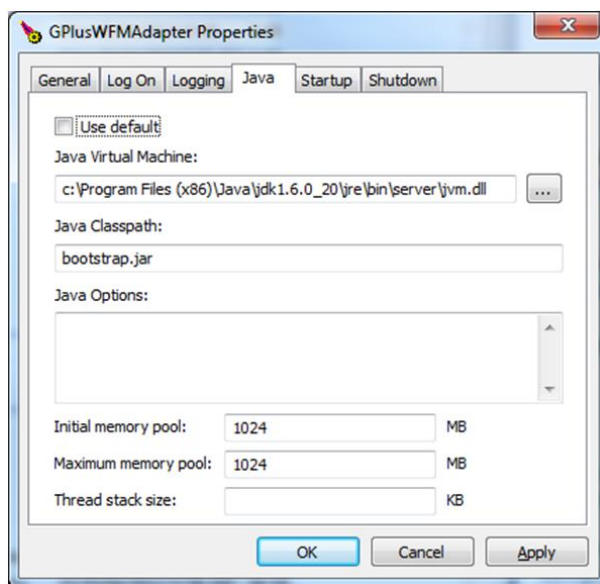 GPlusWFMAdapter Properties
General Log On Logging Java Startup Shutdown
Use default
Java Virtual Machine:
c:\Program Files (x86)\Java\jdk1.6.0_20\jre\bin\server\jvm.dll ...
Java Classpath:
bootstrap.jar
Java Options:
Initial memory pool: 1024 MB
Maximum memory pool: 1024 MB
Thread stack size: KB
OK Cancel Apply